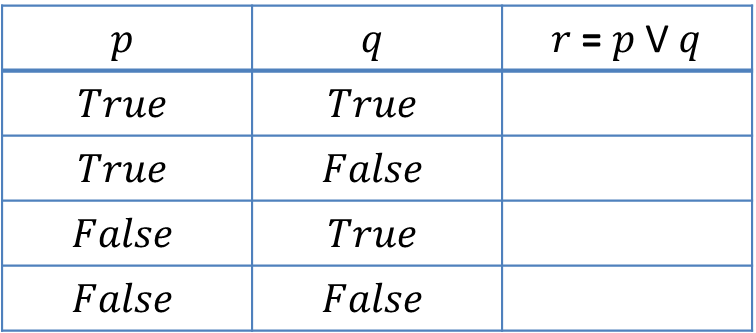 p q r = p ∨ q
True True
True False
False True
False False